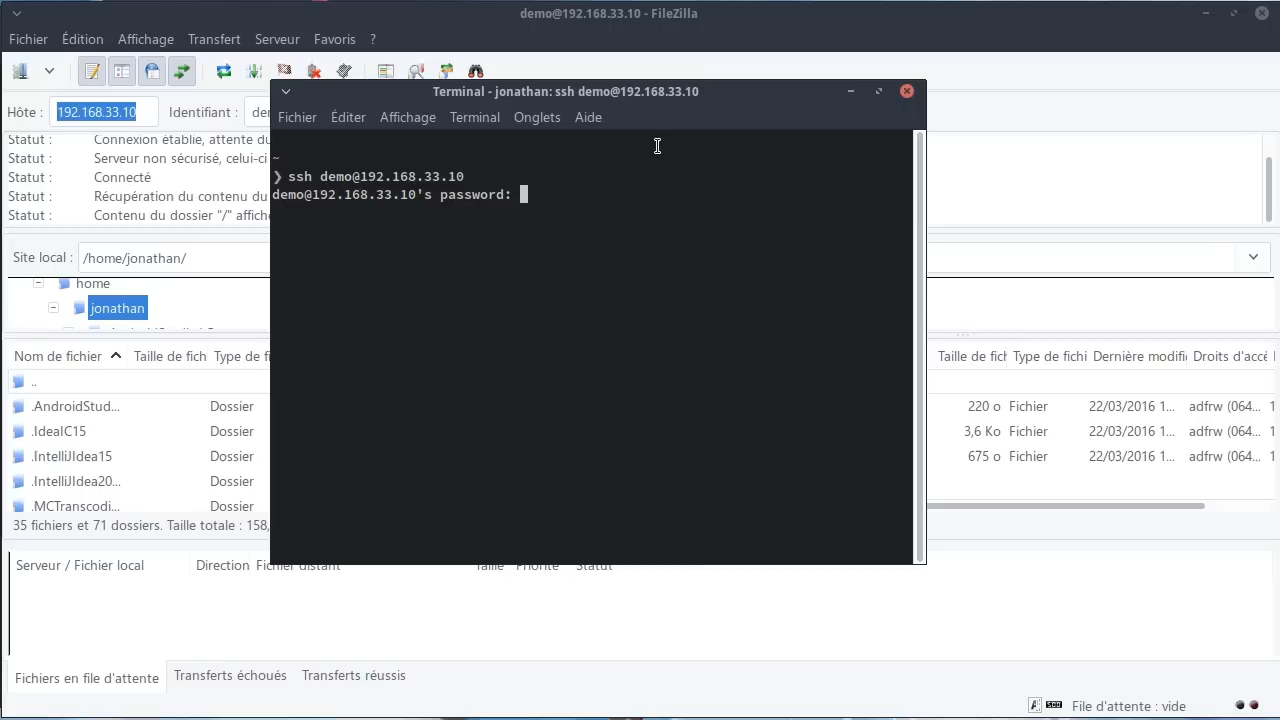 demo@192.168.33.10 - FileZilla
Fichier Édition Affichage Transfert Serveur Favoris ?
Hôte : 192.168.33.10 Identifiant :
Statut : Connexion établie, attente du
Statut : Serveur non sécurisé, celui-ci
Statut : Connecté
Statut : Récupération du contenu du
Statut : Contenu du dossier "/" affiché
Terminal - jonathan: ssh demo@192.168.33.10
Fichier Éditer Affichage Terminal Onglets Aide
~
❯ ssh demo@192.168.33.10
demo@192.168.33.10's password:
Site local : /home/jonathan/
home
jonathan
Nom de fichier Taille de fich Type de fi
..
.AndroidStud... Dossier
.IdeaIC15 Dossier
.IntelliJIdea15 Dossier
.IntelliJIdea20... Dossier
.MCTranscodi... Dossier
35 fichiers et 71 dossiers. Taille totale : 158,
Taille de fich Type de fichi Dernière modifi Droits d'accè
220 o Fichier 22/03/2016 1... adfrw (064... 1
3,6 Ko Fichier 22/03/2016 1... adfrw (064... 1
675 o Fichier 22/03/2016 1... adfrw (064... 1
Serveur / Fichier local Direction Fichier distant Taille Priorité Statut
Fichiers en file d'attente Transferts échoués Transferts réussis
File d'attente : vide